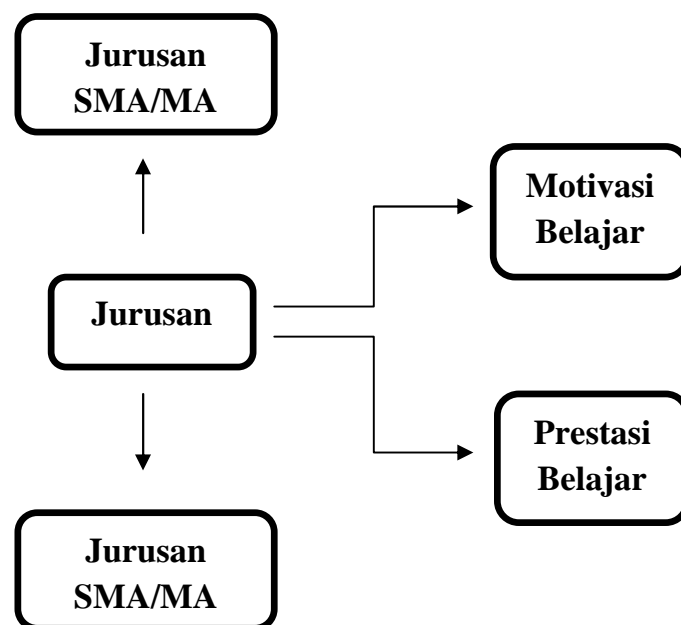 Jurusan
SMA/MA
Motivasi
Belajar
Jurusan
Prestasi
Belajar
Jurusan
SMA/MA